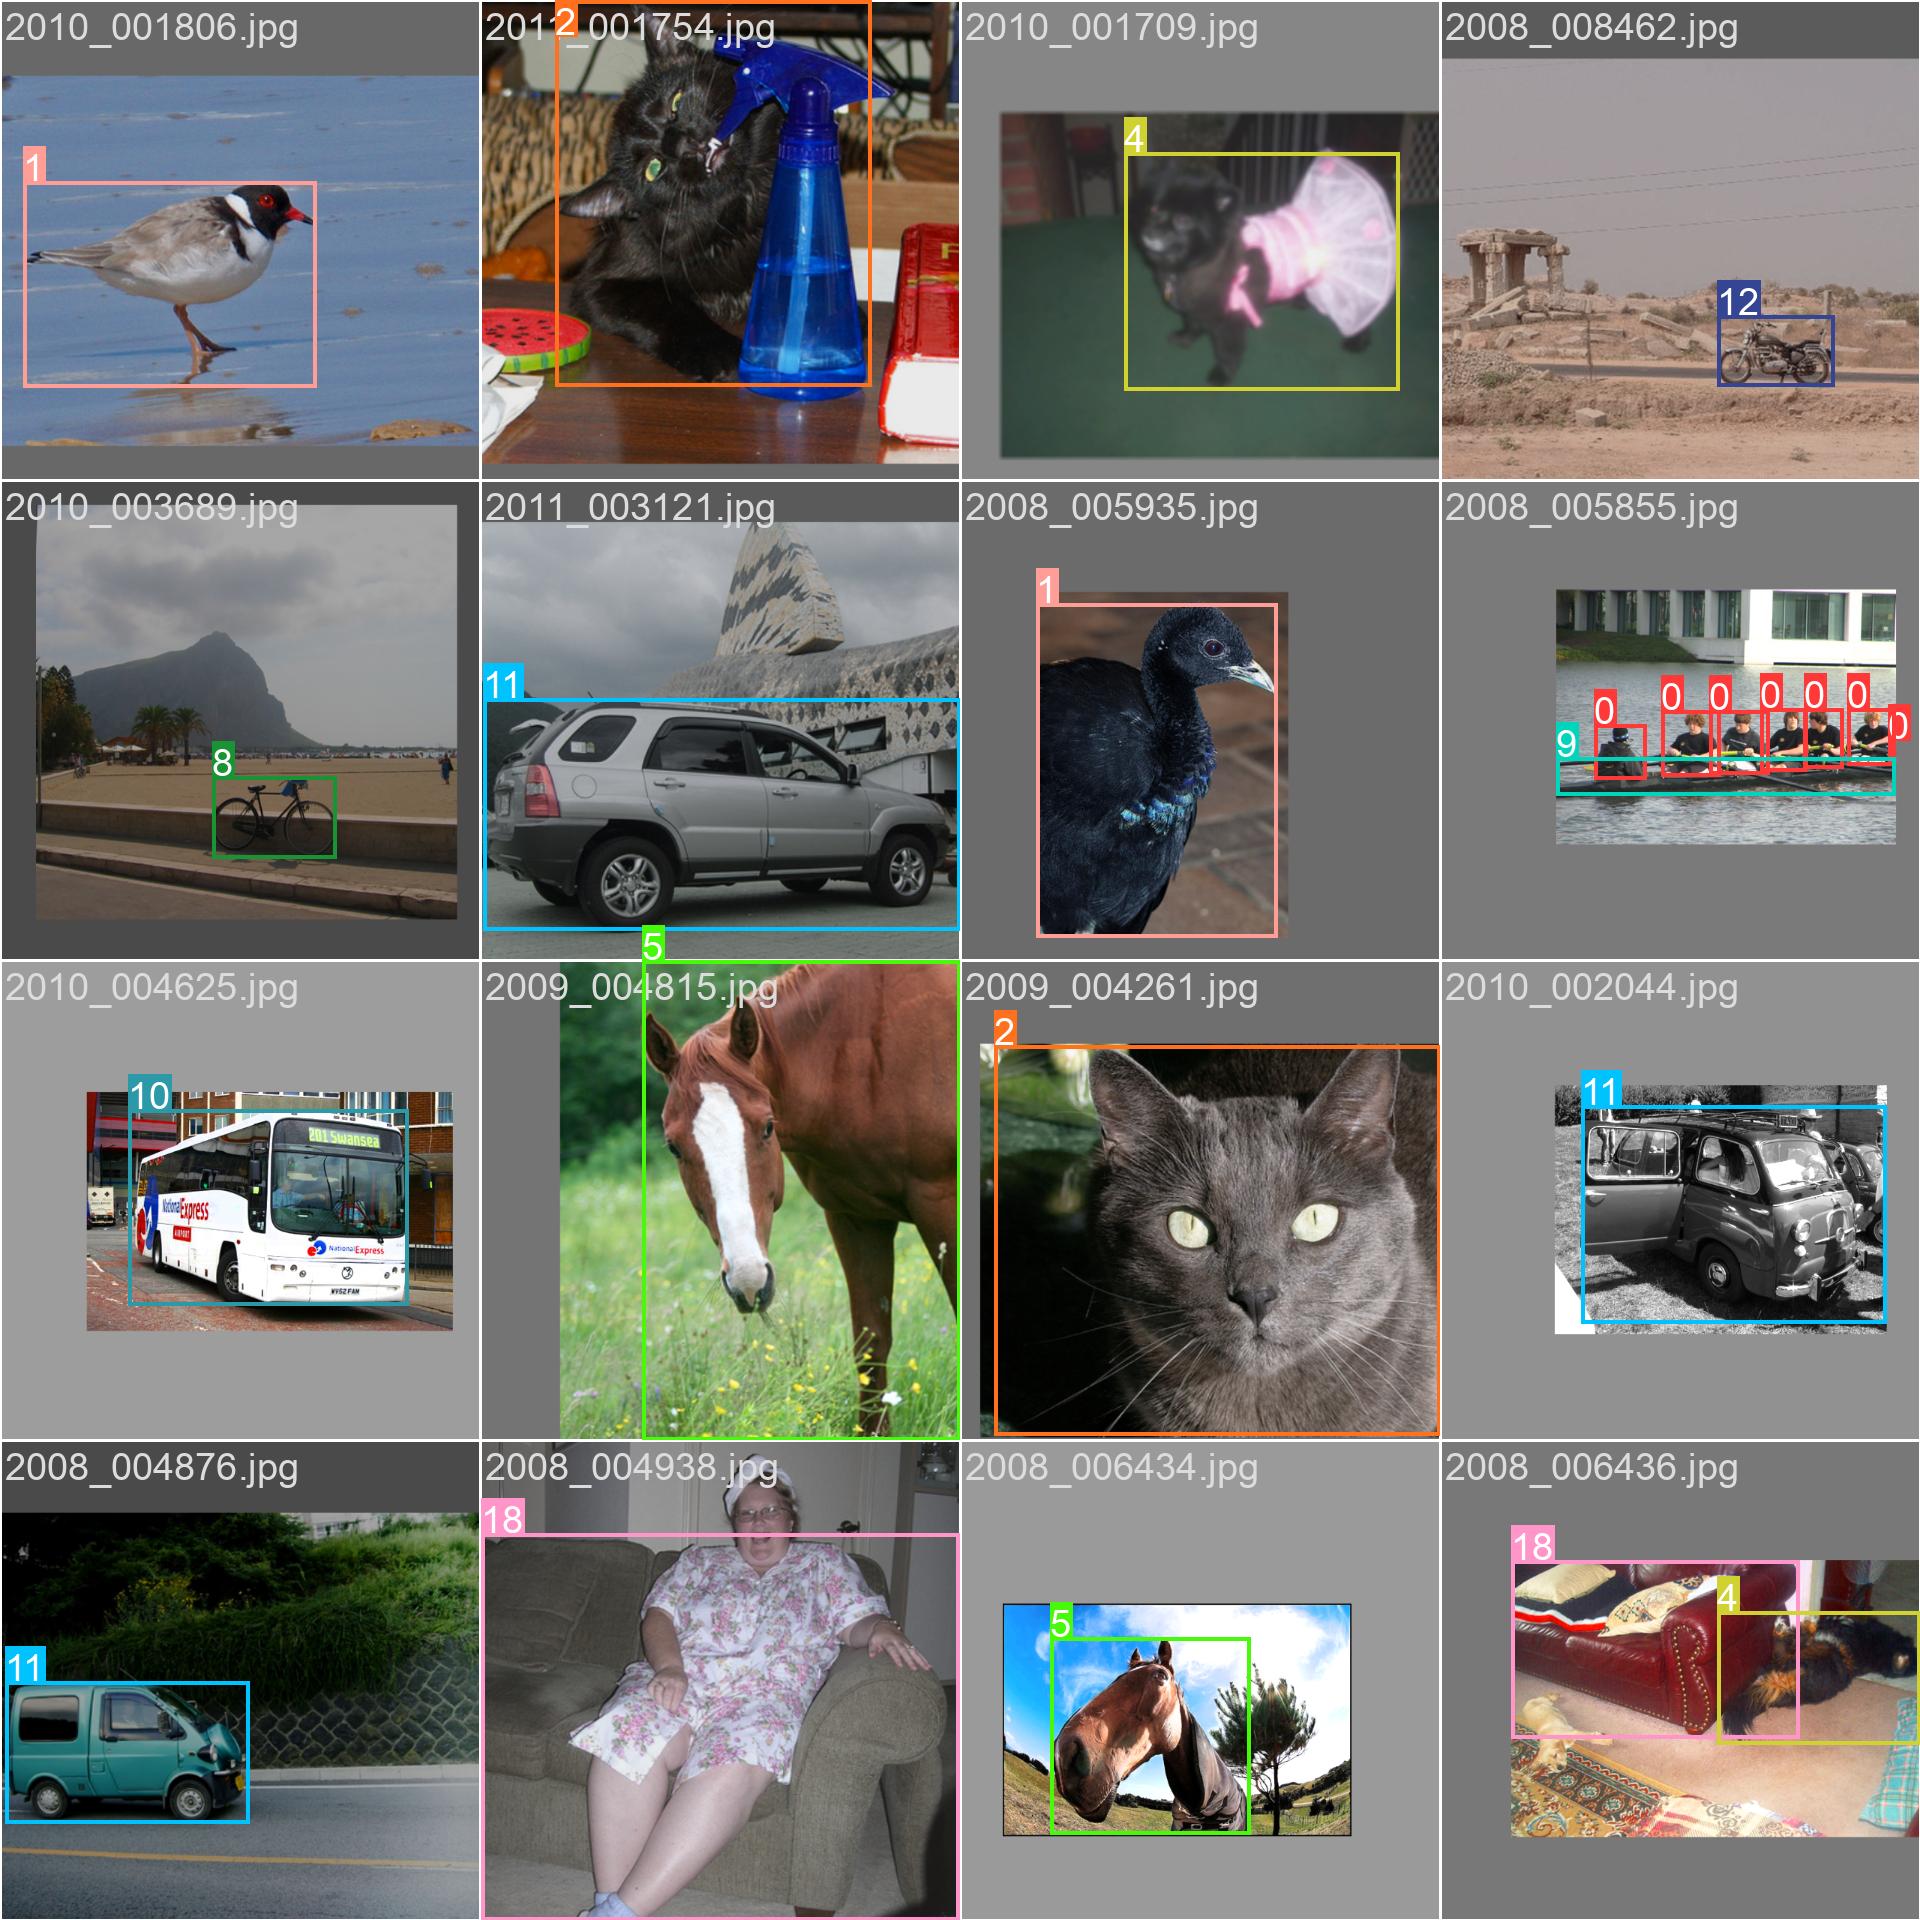 2010_001806.jpg
2011_001754.jpg
2010_001709.jpg
2008_008462.jpg
1
2
4
12
2010_003689.jpg
2011_003121.jpg
2008_005935.jpg
2008_005855.jpg
8
11
1
0
0
0
0
0
0
0
9
2010_004625.jpg
2009_004815.jpg
2009_004261.jpg
2010_002044.jpg
10
5
2
11
201 Swansea
National Express
AIRPORT
National Express
WV52 FAM
2008_004876.jpg
2008_004938.jpg
2008_006434.jpg
2008_006436.jpg
11
18
5
18
4